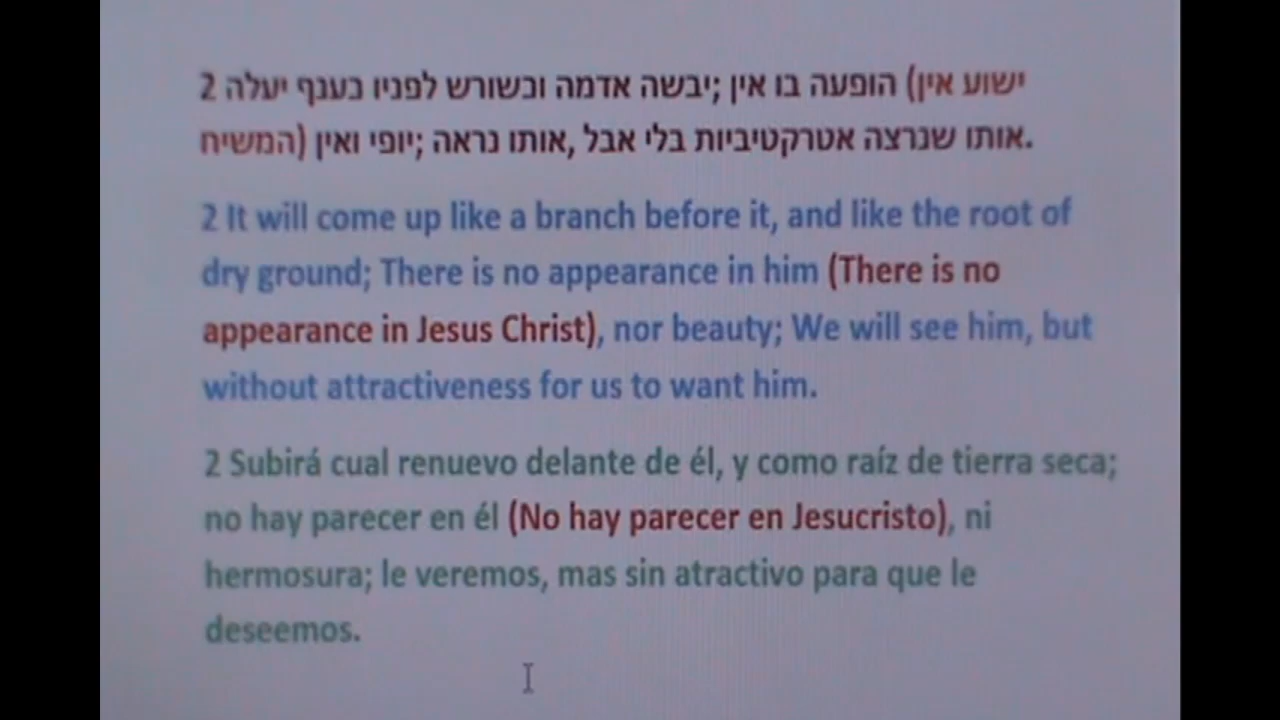 2 יעלה כענף לפניו וכשורש אדמה יבשה; אין בו הופעה (אין ישוע
המשיח) ואין יופי; נראה אותו, אבל בלי אטרקטיביות שנרצה אותו.
2 It will come up like a branch before it, and like the root of
dry ground; There is no appearance in him (There is no
appearance in Jesus Christ), nor beauty; We will see him, but
without attractiveness for us to want him.
2 Subirá cual renuevo delante de él, y como raíz de tierra seca;
no hay parecer en él (No hay parecer en Jesucristo), ni
hermosura; le veremos, mas sin atractivo para que le
deseemos.